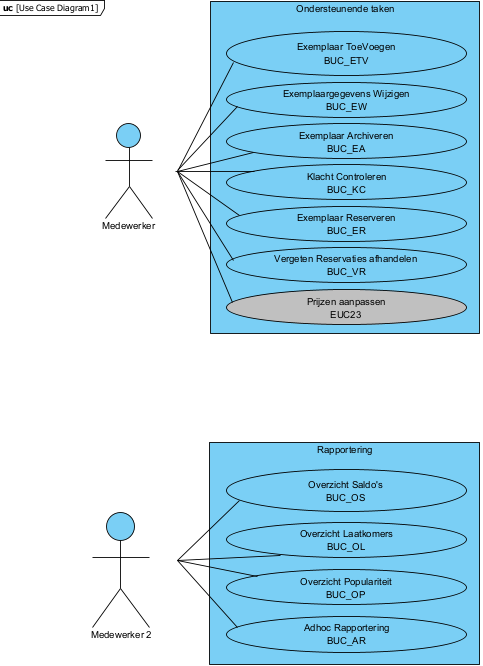 uc [Use Case Diagram1]
Ondersteunende taken
Exemplaar ToeVoegen
BUC_ETV
Exemplaargegevens Wijzigen
BUC_EW
Exemplaar Archiveren
BUC_EA
Klacht Controleren
BUC_KC
Exemplaar Reserveren
BUC_ER
Vergeten Reservaties afhandelen
BUC_VR
Prijzen aanpassen
EUC23
Medewerker
Rapportering
Overzicht Saldo's
BUC_OS
Overzicht Laatkomers
BUC_OL
Overzicht Populariteit
BUC_OP
Adhoc Rapportering
BUC_AR
Medewerker 2